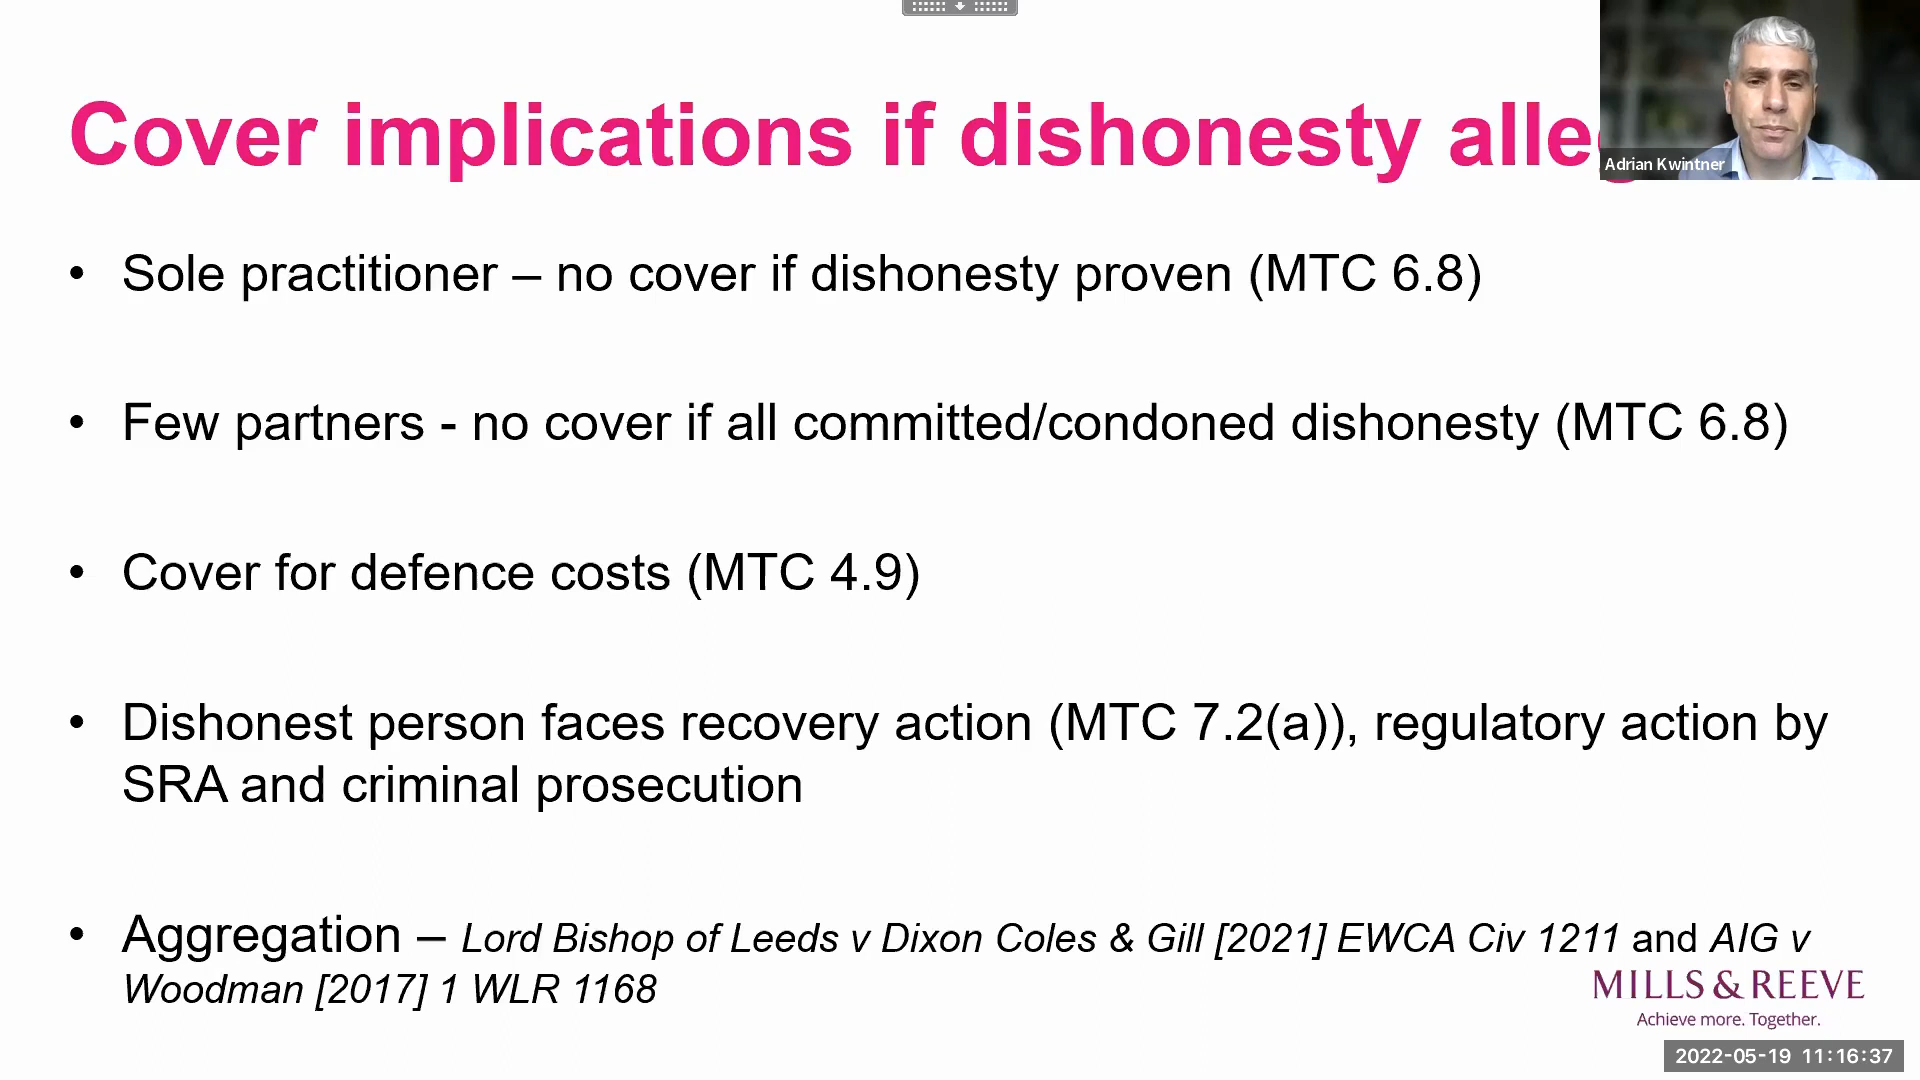 Cover implications if dishonesty
Adrian Kwintner
• Sole practitioner – no cover if dishonesty proven (MTC 6.8)
• Few partners - no cover if all committed/condoned dishonesty (MTC 6.8)
• Cover for defence costs (MTC 4.9)
• Dishonest person faces recovery action (MTC 7.2(a)), regulatory action by
SRA and criminal prosecution
• Aggregation – Lord Bishop of Leeds v Dixon Coles & Gill [2021] EWCA Civ 1211 and AIG v
Woodman [2017] 1 WLR 1168
MILLS & REEVE
Achieve more. Together.
2022-05-19 11:16:37